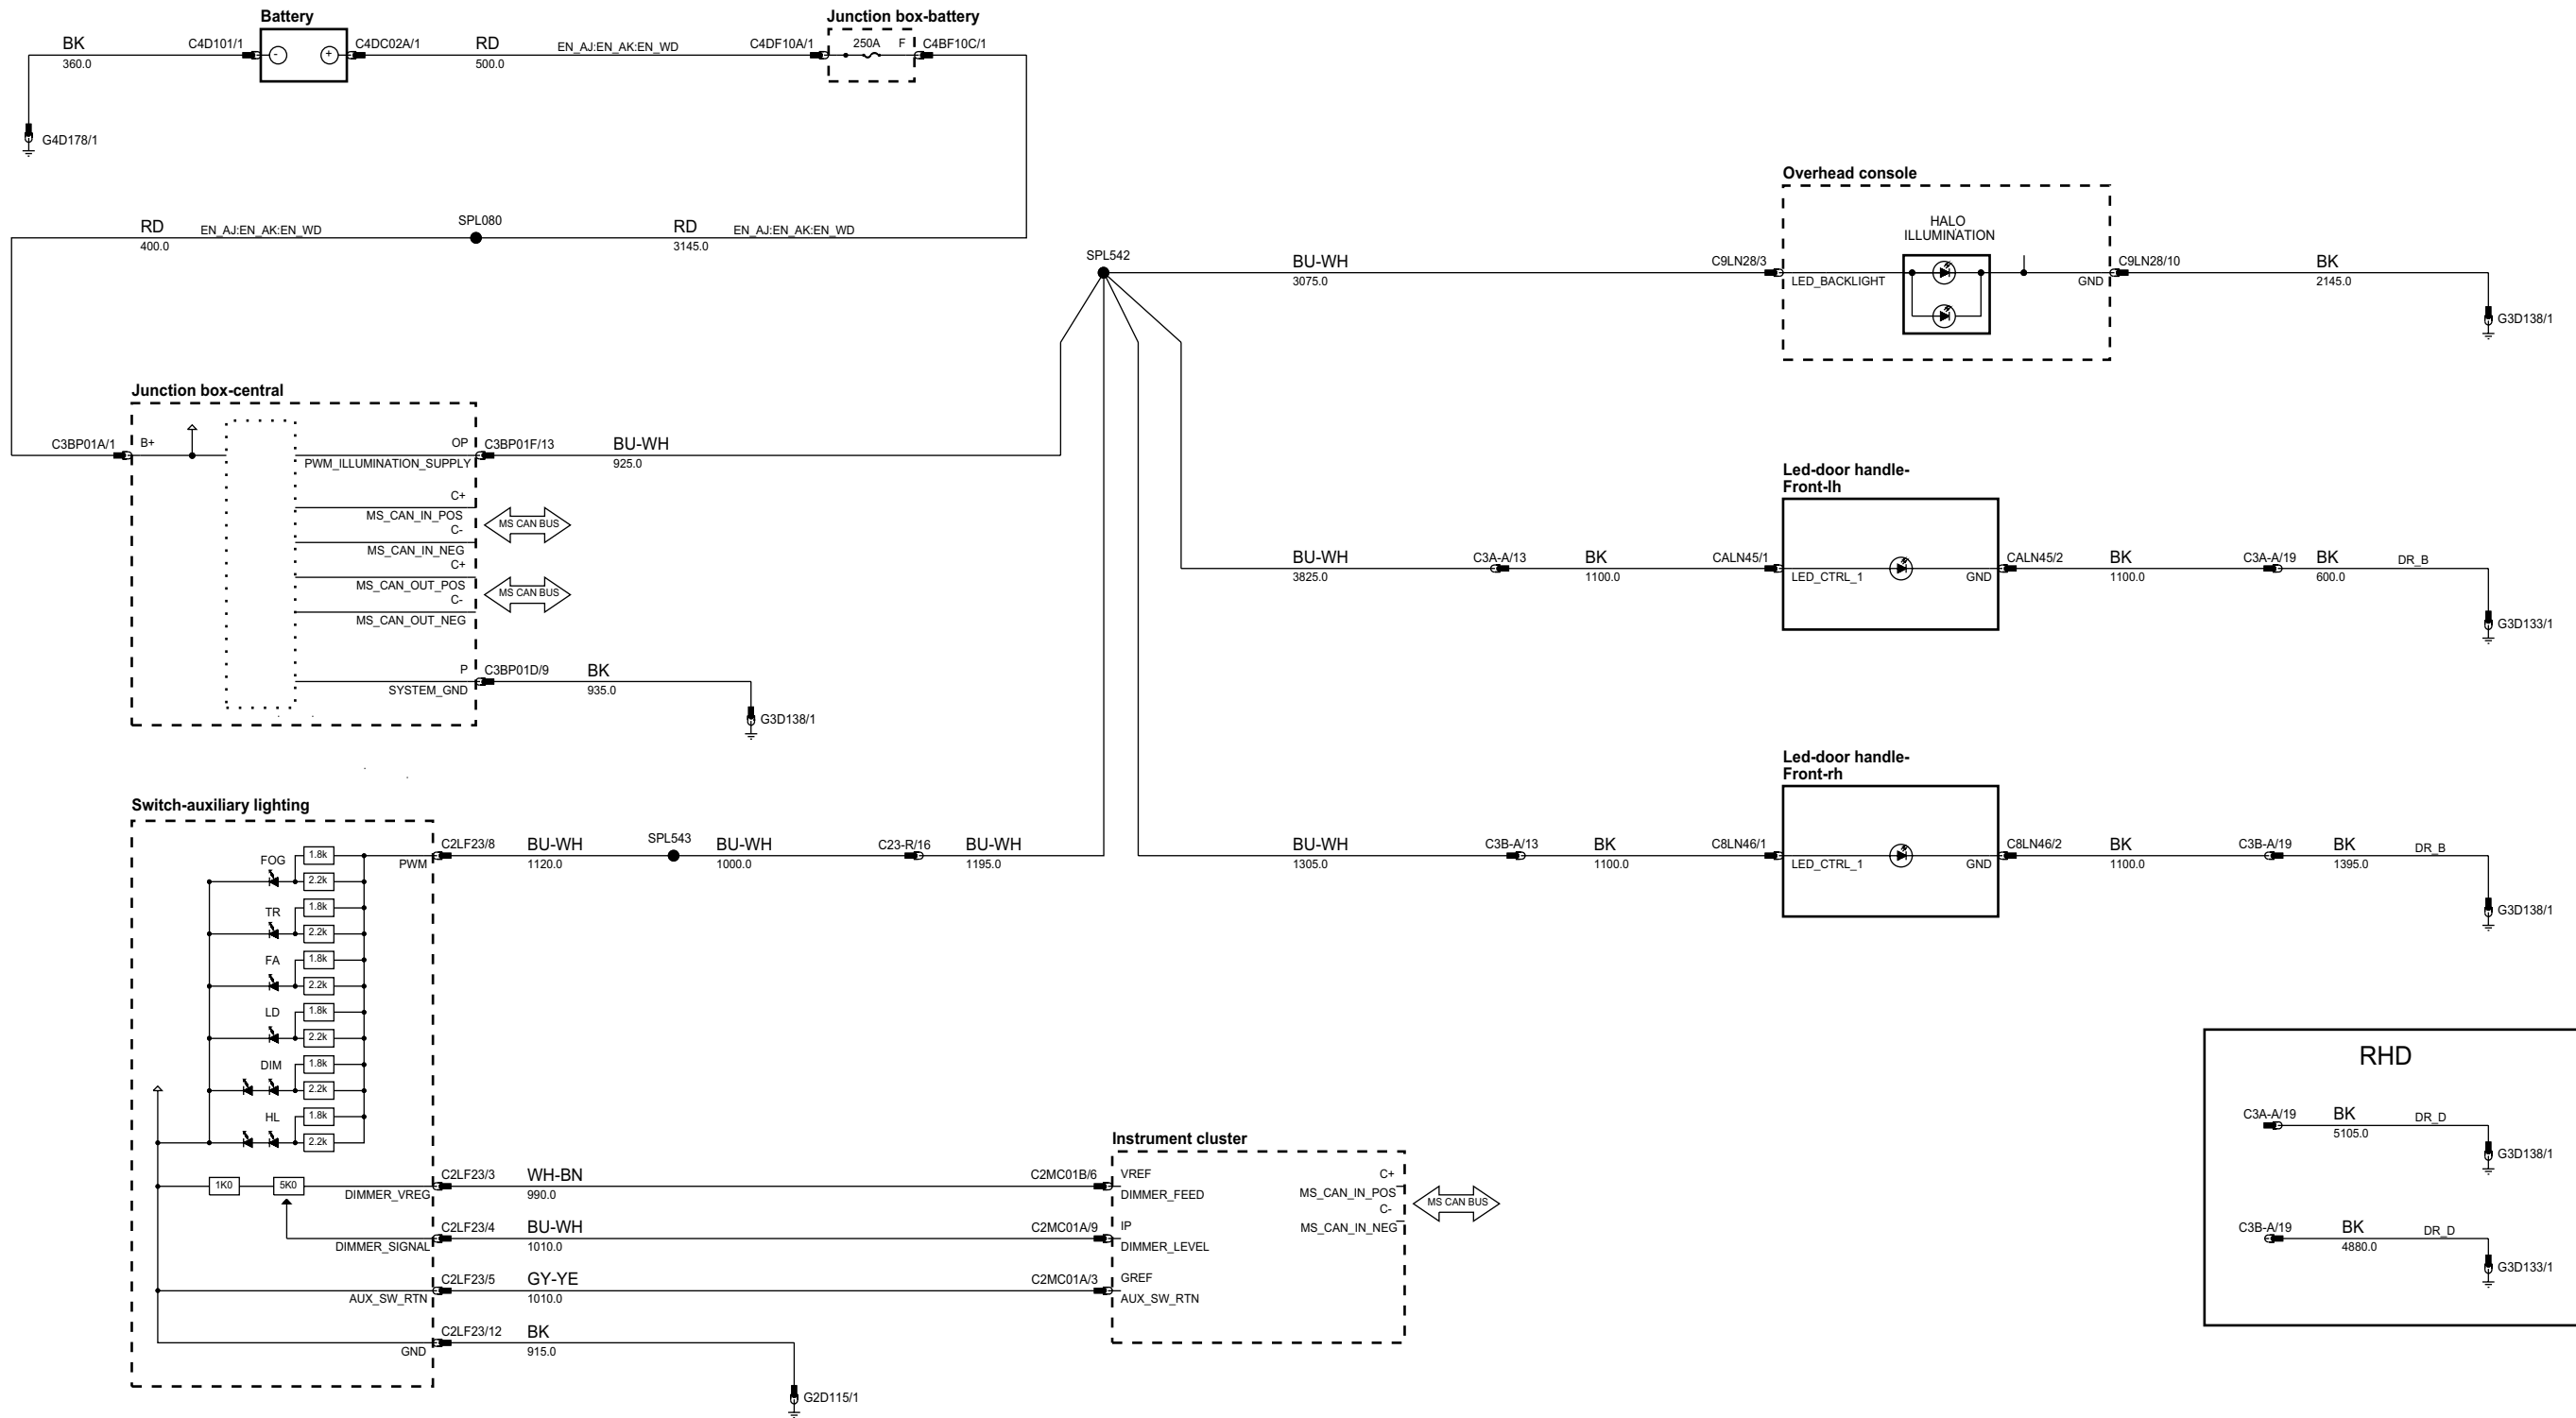 Battery
Junction box-battery
BK
360.0
C4D101/1
-
+
C4DC02A/1
RD
500.0
EN_AJ:EN_AK:EN_WD
C4DF10A/1
250A
F
C4BF10C/1
G4D178/1
RD
400.0
EN_AJ:EN_AK:EN_WD
SPL080
RD
3145.0
EN_AJ:EN_AK:EN_WD
SPL542
BU-WH
3075.0
C9LN28/3
Overhead console
HALO
ILLUMINATION
LED_BACKLIGHT
GND
C9LN28/10
BK
2145.0
G3D138/1
Junction box-central
C3BP01A/1
B+
OP
PWM_ILLUMINATION_SUPPLY
C3BP01F/13
BU-WH
925.0
C+
MS_CAN_IN_POS
C-
MS_CAN_IN_NEG
MS CAN BUS
C+
MS_CAN_OUT_POS
C-
MS_CAN_OUT_NEG
MS CAN BUS
P
SYSTEM_GND
C3BP01D/9
BK
935.0
G3D138/1
Led-door handle-
Front-lh
BU-WH
3825.0
C3A-A/13
BK
1100.0
CALN45/1
LED_CTRL_1
GND
CALN45/2
BK
1100.0
C3A-A/19
BK
600.0
DR_B
G3D133/1
Led-door handle-
Front-rh
BU-WH
1305.0
C3B-A/13
BK
1100.0
C8LN46/1
LED_CTRL_1
GND
C8LN46/2
BK
1100.0
C3B-A/19
BK
1395.0
DR_B
G3D138/1
Switch-auxiliary lighting
FOG
1.8k
2.2k
TR
1.8k
2.2k
FA
1.8k
2.2k
LD
1.8k
2.2k
DIM
1.8k
2.2k
HL
1.8k
2.2k
PWM
C2LF23/8
BU-WH
1120.0
SPL543
BU-WH
1000.0
C23-R/16
BU-WH
1195.0
1K0
5K0
DIMMER_VREG
C2LF23/3
WH-BN
990.0
C2MC01B/6
DIMMER_SIGNAL
C2LF23/4
BU-WH
1010.0
C2MC01A/9
AUX_SW_RTN
C2LF23/5
GY-YE
1010.0
C2MC01A/3
GND
C2LF23/12
BK
915.0
G2D115/1
Instrument cluster
VREF
DIMMER_FEED
IP
DIMMER_LEVEL
GREF
AUX_SW_RTN
C+
MS_CAN_IN_POS
C-
MS_CAN_IN_NEG
MS CAN BUS
RHD
C3A-A/19
BK
5105.0
DR_D
G3D138/1
C3B-A/19
BK
4880.0
DR_D
G3D133/1